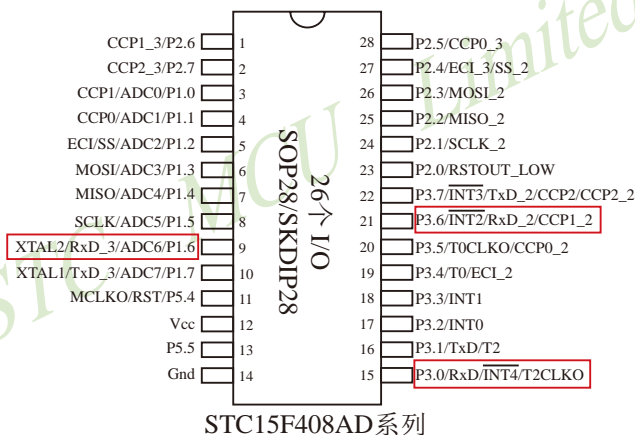 CCP1_3/P2.6 1
CCP2_3/P2.7 2
CCP1/ADC0/P1.0 3
CCP0/ADC1/P1.1 4
ECI/SS/ADC2/P1.2 5
MOSI/ADC3/P1.3 6
MISO/ADC4/P1.4 7
SCLK/ADC5/P1.5 8
XTAL2/RxD_3/ADC6/P1.6 9
XTAL1/TxD_3/ADC7/P1.7 10
MCLKO/RST/P5.4 11
Vcc 12
P5.5 13
Gnd 14
26个 I/O
SOP28/SKDIP28
28 P2.5/CCP0_3
27 P2.4/ECI_3/SS_2
26 P2.3/MOSI_2
25 P2.2/MISO_2
24 P2.1/SCLK_2
23 P2.0/RSTOUT_LOW
22 P3.7/INT3/TxD_2/CCP2/CCP2_2
21 P3.6/INT2/RxD_2/CCP1_2
20 P3.5/T0CLKO/CCP0_2
19 P3.4/T0/ECI_2
18 P3.3/INT1
17 P3.2/INT0
16 P3.1/TxD/T2
15 P3.0/RxD/INT4/T2CLKO
STC15F408AD系列
STC MCU Limited